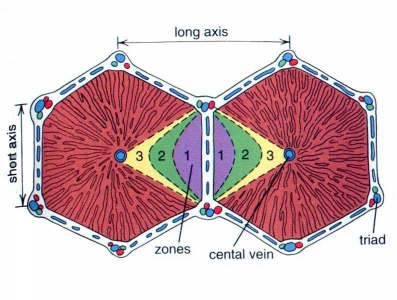 long axis
short axis
3 2 1 1 2 3
zones
cental vein
triad